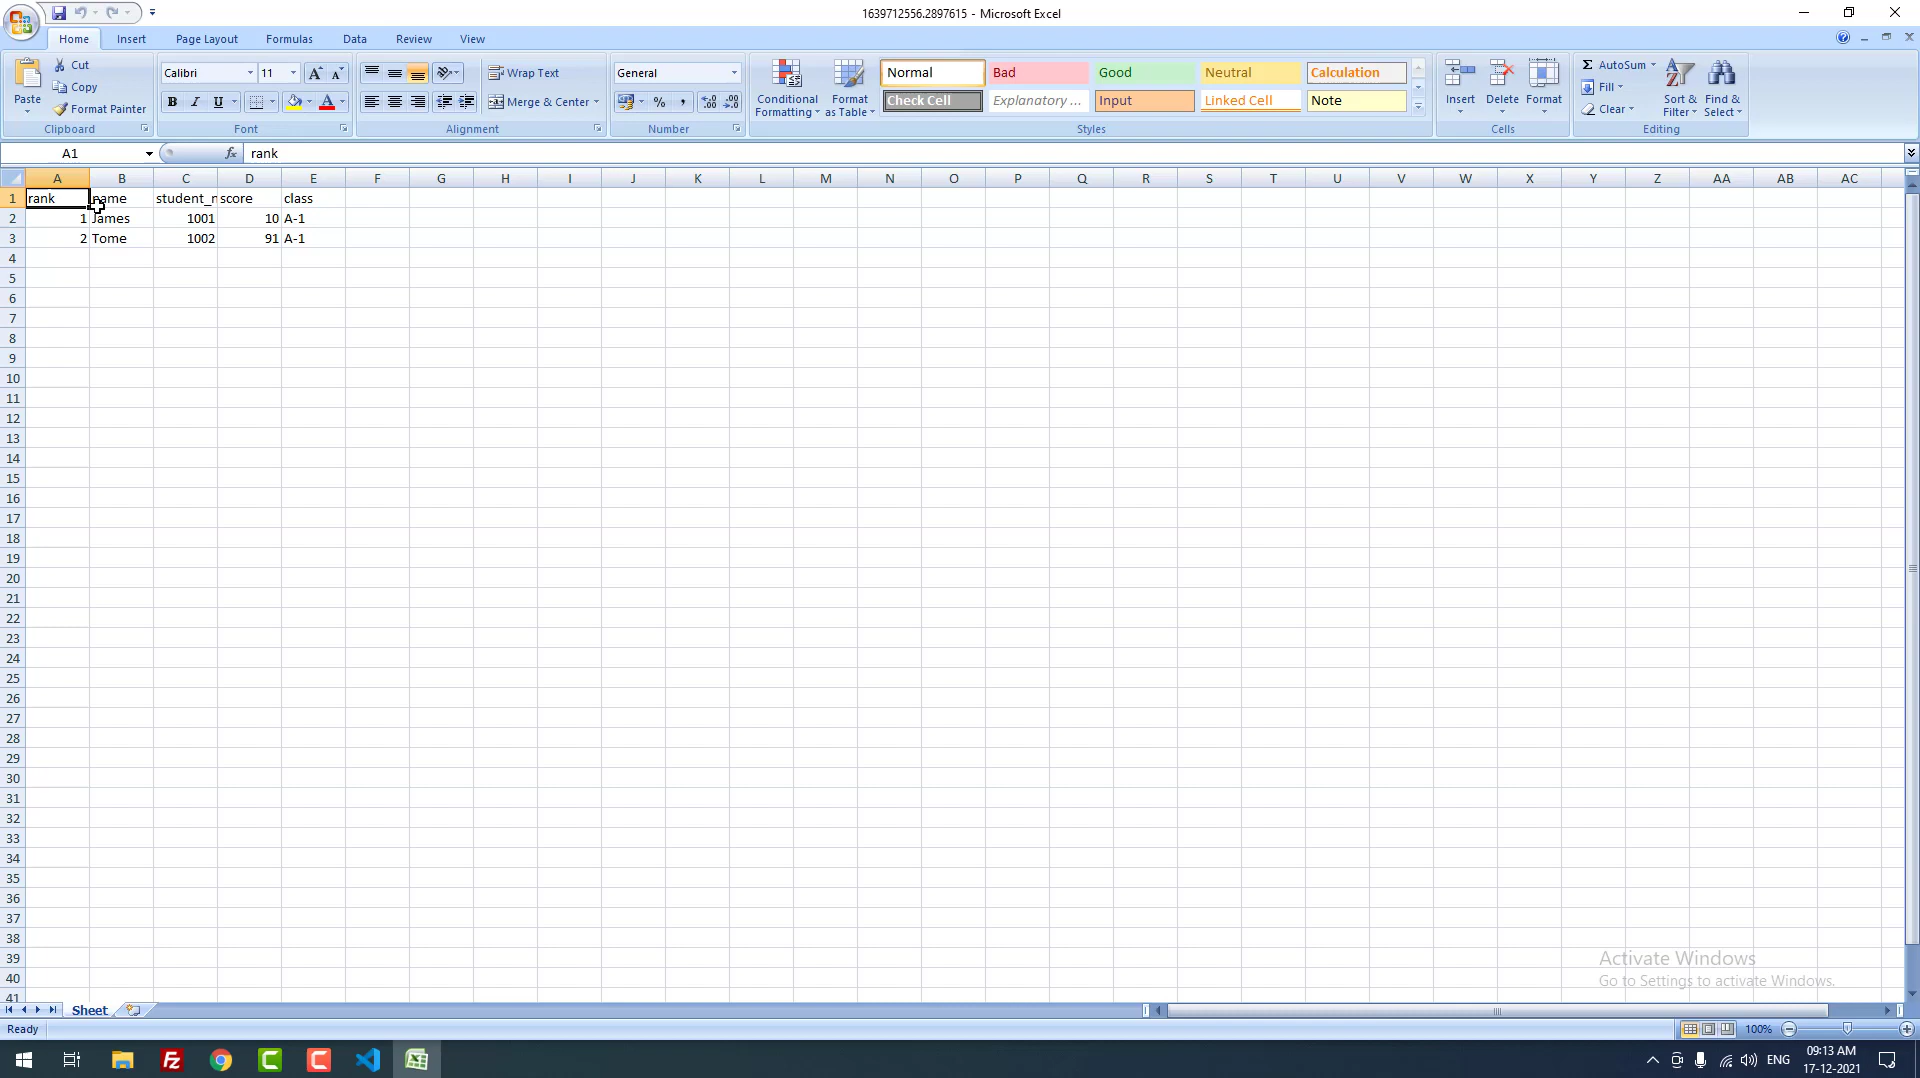 1639712556.2897615 - Microsoft Excel
Home Insert Page Layout Formulas Data Review View
Paste Cut Copy Format Painter
Calibri 11
B I U
Wrap Text
Merge & Center
General
%
Conditional Formatting
Format as Table
Normal Bad Good Neutral Calculation
Check Cell Explanatory ... Input Linked Cell Note
Insert Delete Format
AutoSum
Fill
Clear
Sort & Filter
Find & Select
Clipboard Font Alignment Number Styles Cells Editing
A1 fx rank
A B C D E F G H I J K L M N O P Q R S T U V W X Y Z AA AB AC
1 rank name student_n score class
2 1 James 1001 10 A-1
3 2 Tome 1002 91 A-1
4
5
6
7
8
9
10
11
12
13
14
15
16
17
18
19
20
21
22
23
24
25
26
27
28
29
30
31
32
33
34
35
36
37
38
39
40
41
Activate Windows
Go to Settings to activate Windows.
Sheet
Ready 100%
ENG 09:13 AM
17-12-2021